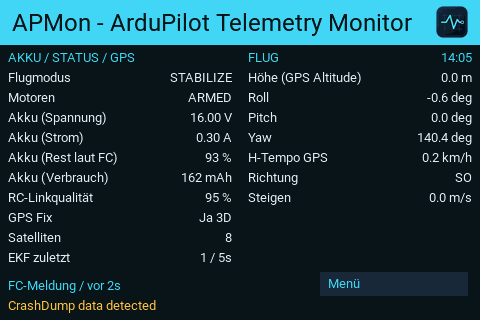 APMon - ArduPilot Telemetry Monitor
AKKU / STATUS / GPS
Flugmodus STABILIZE
Motoren ARMED
Akku (Spannung) 16.00 V
Akku (Strom) 0.30 A
Akku (Rest laut FC) 93 %
Akku (Verbrauch) 162 mAh
RC-Linkqualität 95 %
GPS Fix Ja 3D
Satelliten 8
EKF zuletzt 1 / 5s
FLUG 14:05
Höhe (GPS Altitude) 0.0 m
Roll -0.6 deg
Pitch 0.0 deg
Yaw 140.4 deg
H-Tempo GPS 0.2 km/h
Richtung SO
Steigen 0.0 m/s
FC-Meldung / vor 2s
CrashDump data detected
Menü